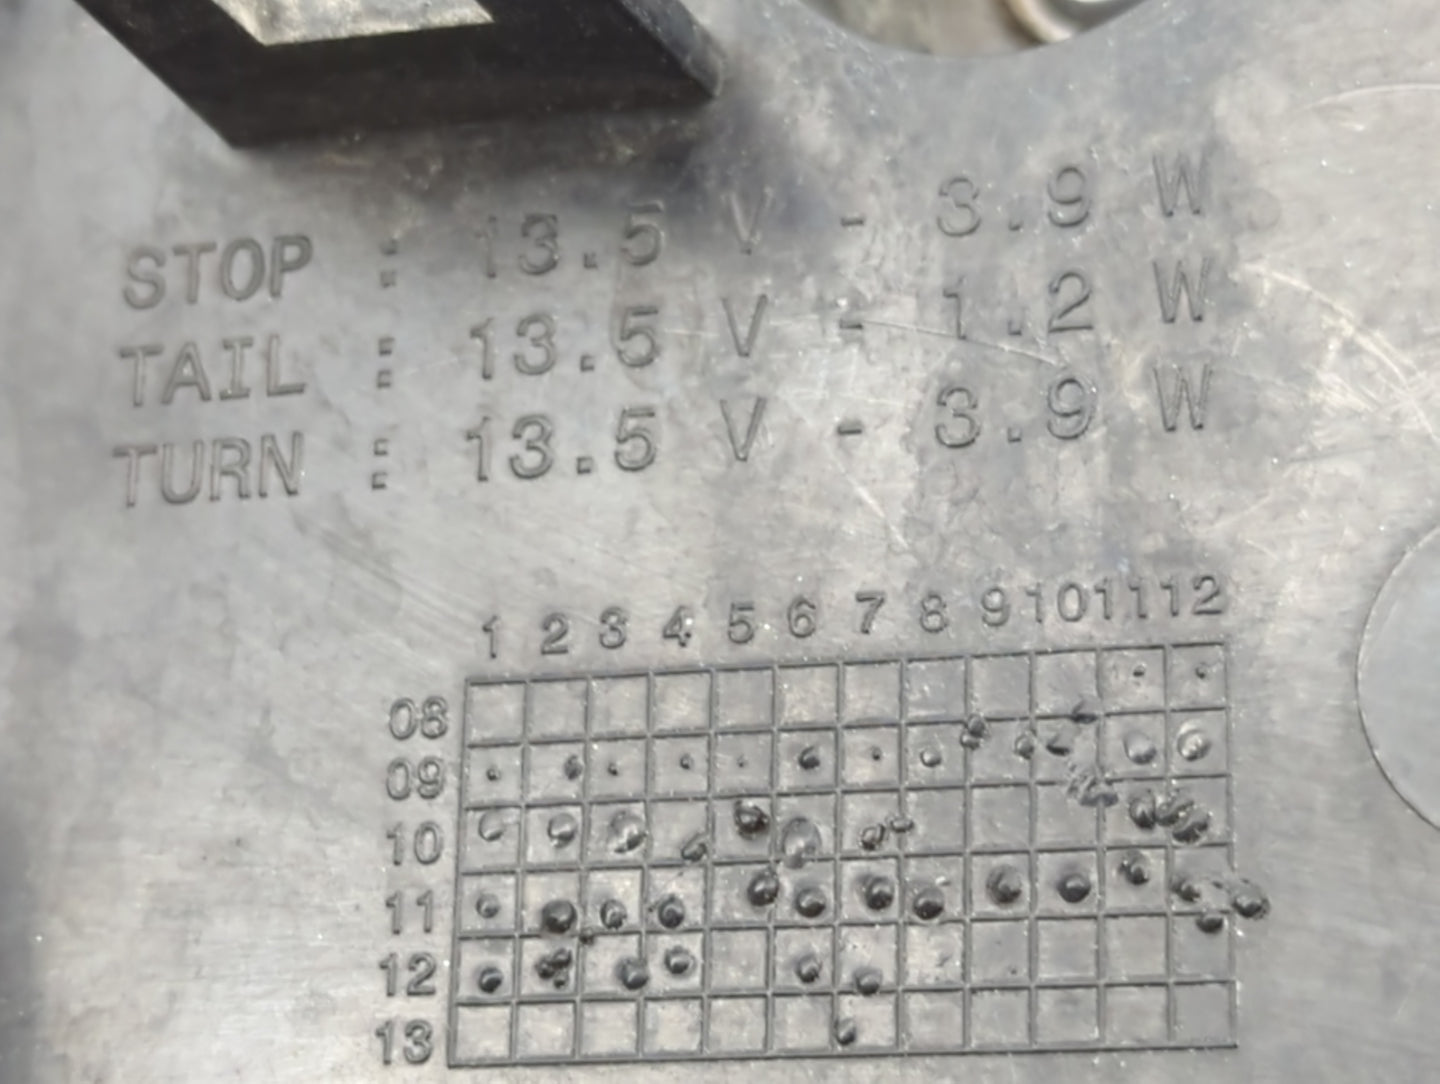 STOP : 13.5 V - 3.9 W
TAIL : 13.5 V - 1.2 W
TURN : 13.5 V - 3.9 W
1 2 3 4 5 6 7 8 9 10 11 12
08
09
10
11
12
13